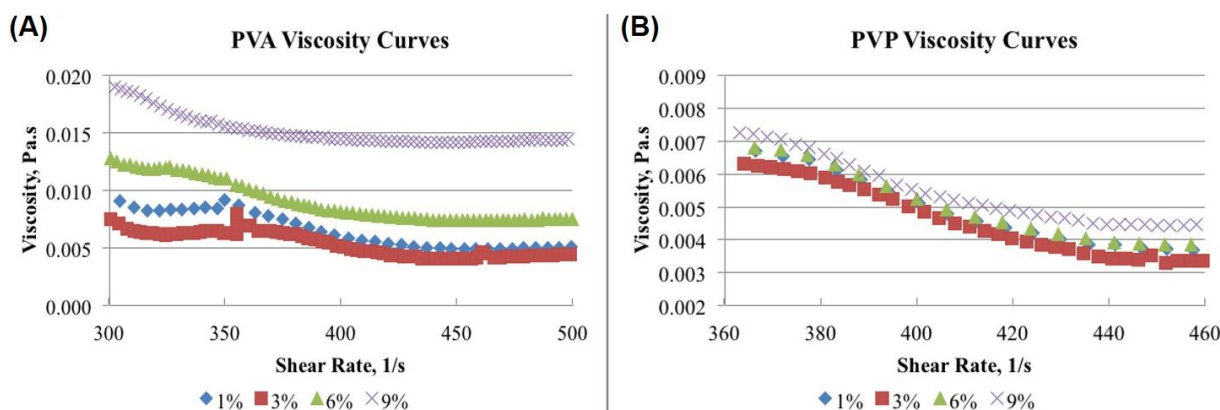 (A)
PVA Viscosity Curves
Viscosity, Pa.s
0.020
0.015
0.010
0.005
0.000
300 350 400 450 500
Shear Rate, 1/s
1% 3% 6% 9%
(B)
PVP Viscosity Curves
Viscosity, Pa.s
0.009
0.008
0.007
0.006
0.005
0.004
0.003
0.002
360 380 400 420 440 460
Shear Rate, 1/s
1% 3% 6% 9%